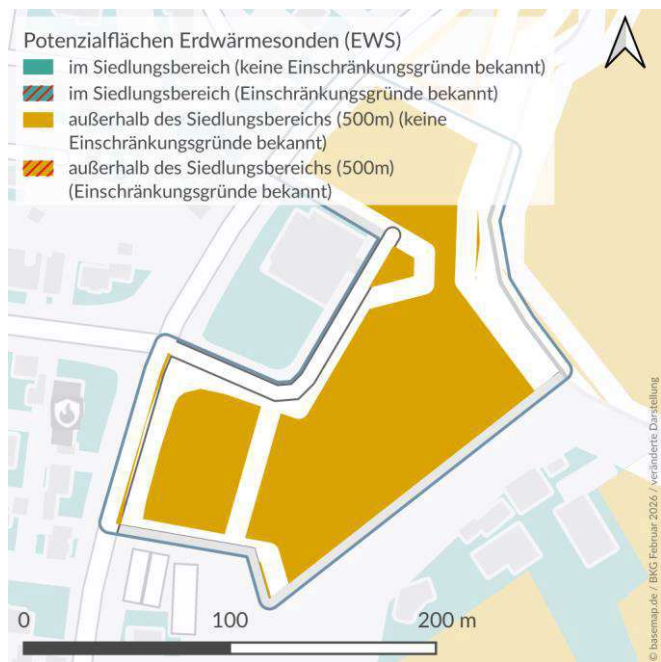 Potenzialflächen Erdwärmesonden (EWS)
im Siedlungsbereich (keine Einschränkungsgründe bekannt)
im Siedlungsbereich (Einschränkungsgründe bekannt)
außerhalb des Siedlungsbereichs (500m) (keine
Einschränkungsgründe bekannt)
außerhalb des Siedlungsbereichs (500m)
(Einschränkungsgründe bekannt)
© basemap.de / BKG Februar 2026 / veränderte Darstellung
0 100 200 m